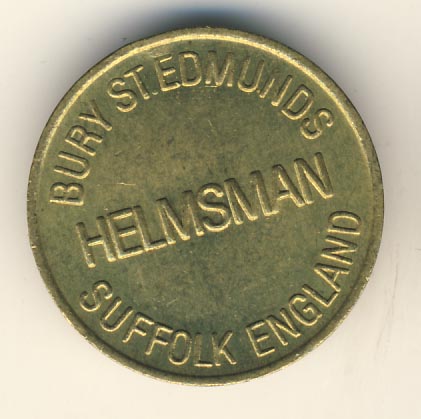 BURY ST. EDMUNDS
HELMSMAN
SUFFOLK ENGLAND